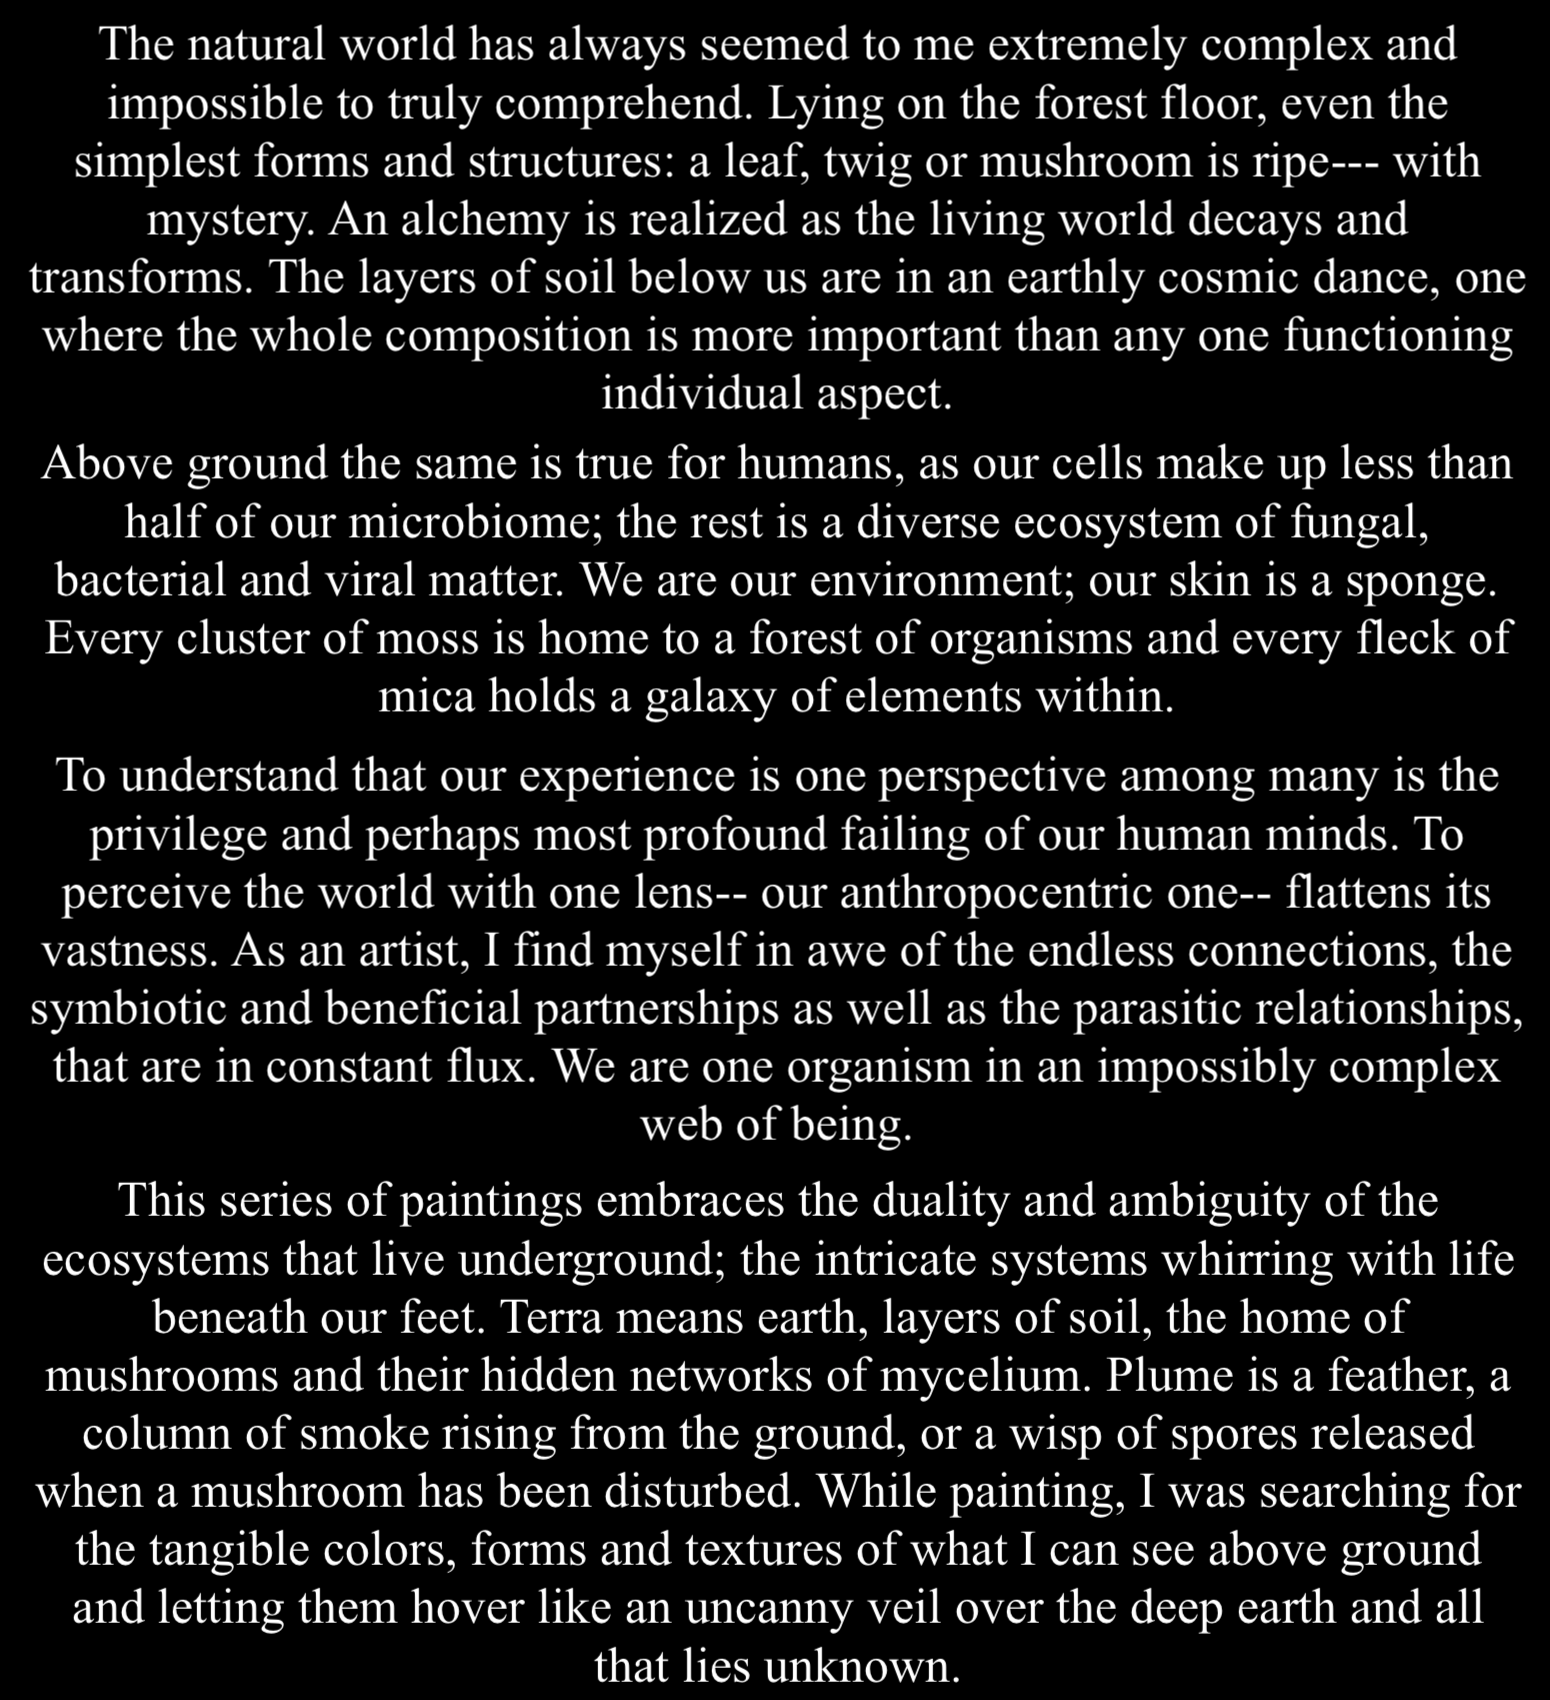 The natural world has always seemed to me extremely complex and
impossible to truly comprehend. Lying on the forest floor, even the
simplest forms and structures: a leaf, twig or mushroom is ripe--- with
mystery. An alchemy is realized as the living world decays and
transforms. The layers of soil below us are in an earthly cosmic dance, one
where the whole composition is more important than any one functioning
individual aspect.
Above ground the same is true for humans, as our cells make up less than
half of our microbiome; the rest is a diverse ecosystem of fungal,
bacterial and viral matter. We are our environment; our skin is a sponge.
Every cluster of moss is home to a forest of organisms and every fleck of
mica holds a galaxy of elements within.
To understand that our experience is one perspective among many is the
privilege and perhaps most profound failing of our human minds. To
perceive the world with one lens-- our anthropocentric one-- flattens its
vastness. As an artist, I find myself in awe of the endless connections, the
symbiotic and beneficial partnerships as well as the parasitic relationships,
that are in constant flux. We are one organism in an impossibly complex
web of being.
This series of paintings embraces the duality and ambiguity of the
ecosystems that live underground; the intricate systems whirring with life
beneath our feet. Terra means earth, layers of soil, the home of
mushrooms and their hidden networks of mycelium. Plume is a feather, a
column of smoke rising from the ground, or a wisp of spores released
when a mushroom has been disturbed. While painting, I was searching for
the tangible colors, forms and textures of what I can see above ground
and letting them hover like an uncanny veil over the deep earth and all
that lies unknown.